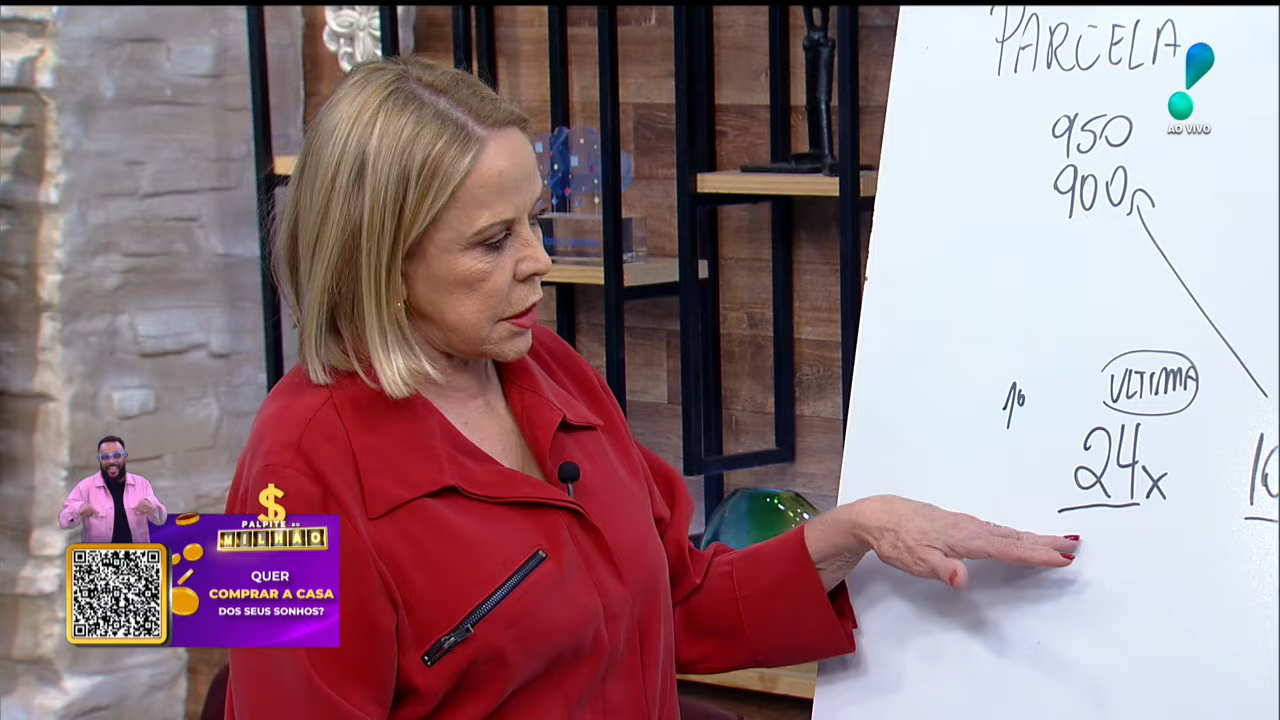 PARCELA
AO VIVO
950
900
ULTIMA
1º
24x
PALPITE DO
MILHÃO
QUER
COMPRAR A CASA
DOS SEUS SONHOS?